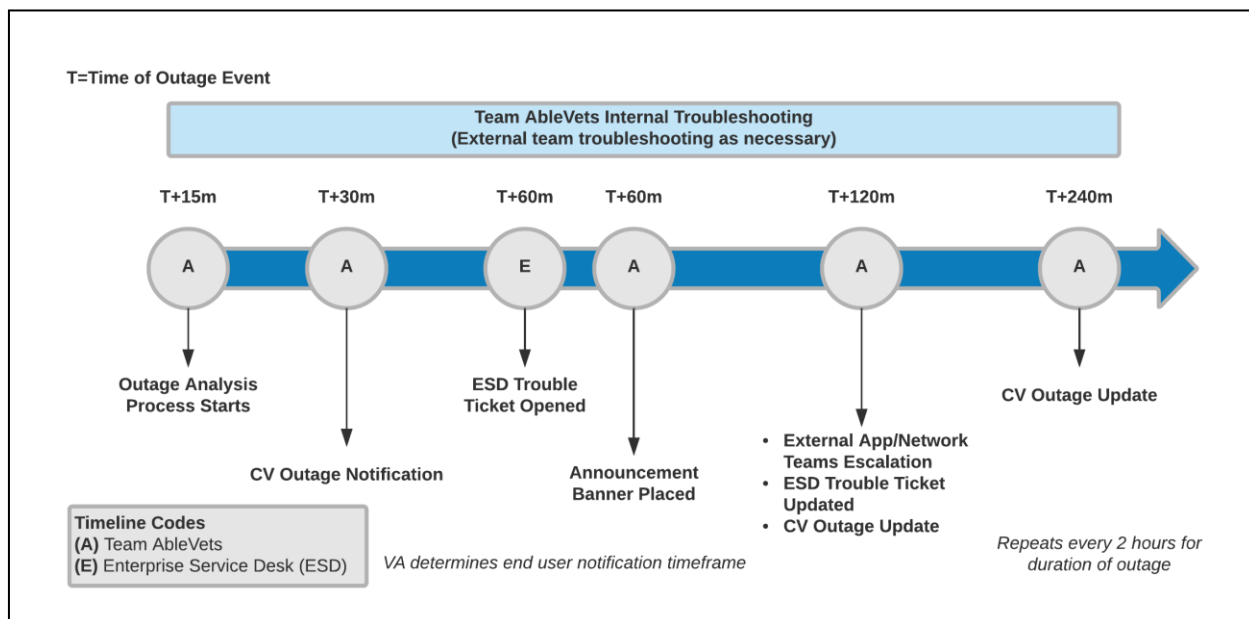 T=Time of Outage Event
Team AbleVets Internal Troubleshooting
(External team troubleshooting as necessary)
T+15m
T+30m
T+60m
T+60m
T+120m
T+240m
A
A
E
A
A
A
Outage Analysis
Process Starts
CV Outage Notification
ESD Trouble
Ticket Opened
Announcement
Banner Placed
• External App/Network
Teams Escalation
• ESD Trouble Ticket
Updated
• CV Outage Update
CV Outage Update
Timeline Codes
(A) Team AbleVets
(E) Enterprise Service Desk (ESD)
VA determines end user notification timeframe
Repeats every 2 hours for
duration of outage